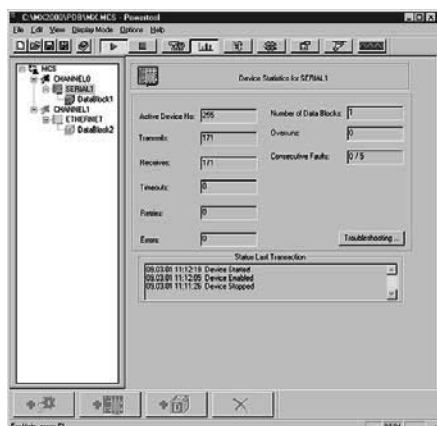 C:\MX2000\PDB\MX.MCS - Powertool
File Edit View Display Mode Options Help
MCS
CHANNEL0
SERIAL1
DataBlock1
CHANNEL1
ETHERNET
DataBlock2
Device Statistics for SERIAL1
Active Device No: 255
Number of Data Blocks: 1
Transmits: 171
Overruns: 0
Receives: 171
Consecutive Faults: 0 / 5
Timeouts: 0
Retries: 0
Errors: 0
Troubleshooting ...
Status Last Transaction
09.03.01 11:12:19 Device Started
09.03.01 11:12:05 Device Enabled
09.03.01 11:11:26 Device Stopped